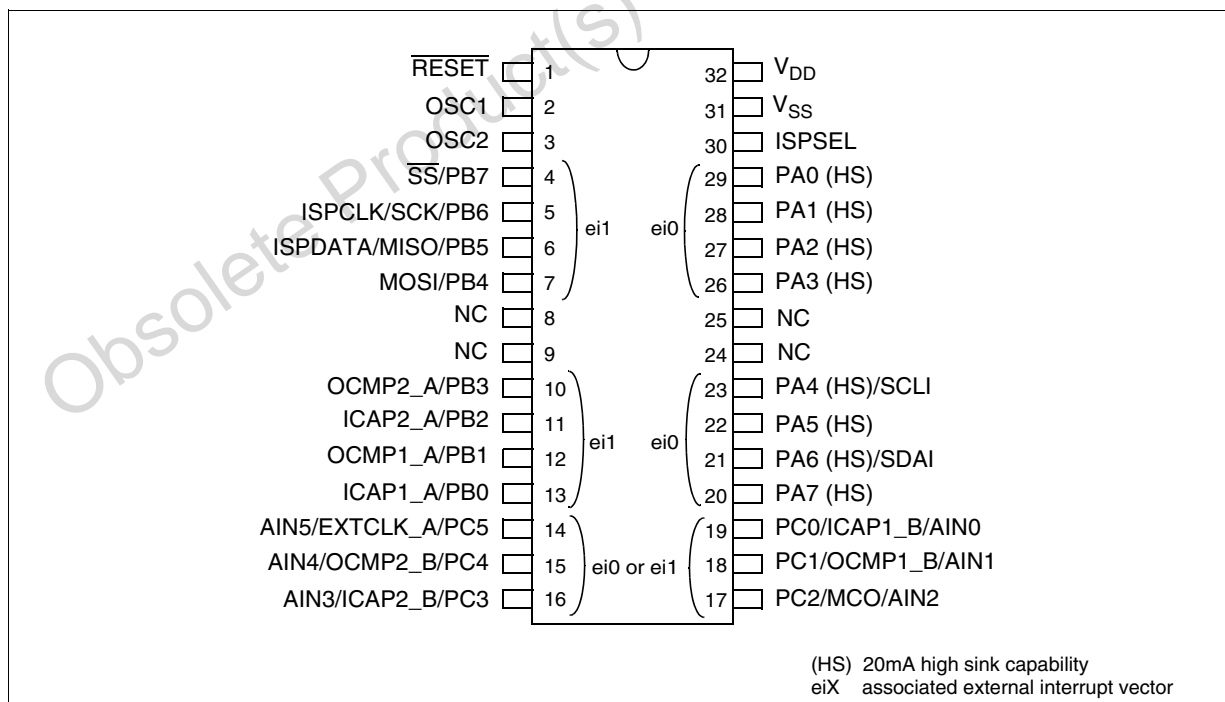 Obsolete Product(s)
RESET 1
OSC1 2
OSC2 3
SS/PB7 4
ISPCLK/SCK/PB6 5
ISPDATA/MISO/PB5 6
MOSI/PB4 7
NC 8
NC 9
OCMP2_A/PB3 10
ICAP2_A/PB2 11
OCMP1_A/PB1 12
ICAP1_A/PB0 13
AIN5/EXTCLK_A/PC5 14
AIN4/OCMP2_B/PC4 15
AIN3/ICAP2_B/PC3 16
ei1 ei0
ei1 ei0
ei0 or ei1
32 VDD
31 VSS
30 ISPSEL
29 PA0 (HS)
28 PA1 (HS)
27 PA2 (HS)
26 PA3 (HS)
25 NC
24 NC
23 PA4 (HS)/SCLI
22 PA5 (HS)
21 PA6 (HS)/SDAI
20 PA7 (HS)
19 PC0/ICAP1_B/AIN0
18 PC1/OCMP1_B/AIN1
17 PC2/MCO/AIN2
(HS) 20mA high sink capability
eiX associated external interrupt vector